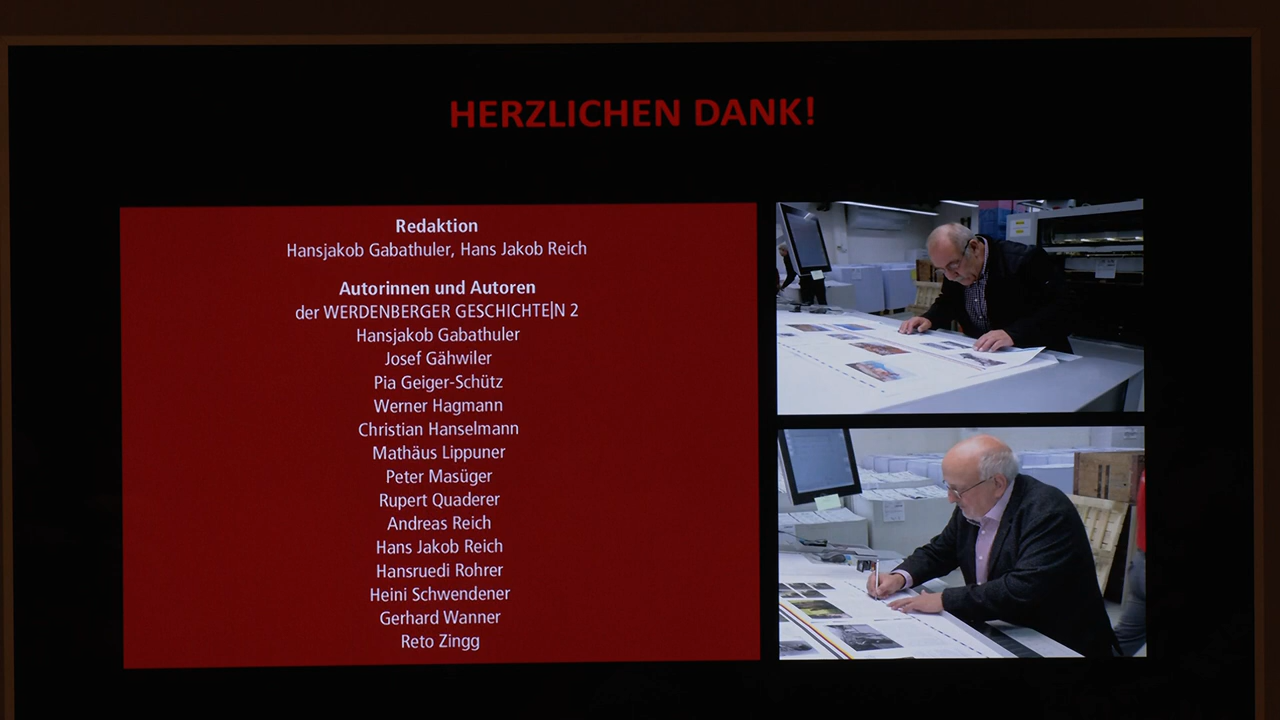 HERZLICHEN DANK!
Redaktion
Hansjakob Gabathuler, Hans Jakob Reich
Autorinnen und Autoren
der WERDENBERGER GESCHICHTE|N 2
Hansjakob Gabathuler
Josef Gähwiler
Pia Geiger-Schütz
Werner Hagmann
Christian Hanselmann
Mathäus Lippuner
Peter Masüger
Rupert Quaderer
Andreas Reich
Hans Jakob Reich
Hansruedi Rohrer
Heini Schwendener
Gerhard Wanner
Reto Zingg